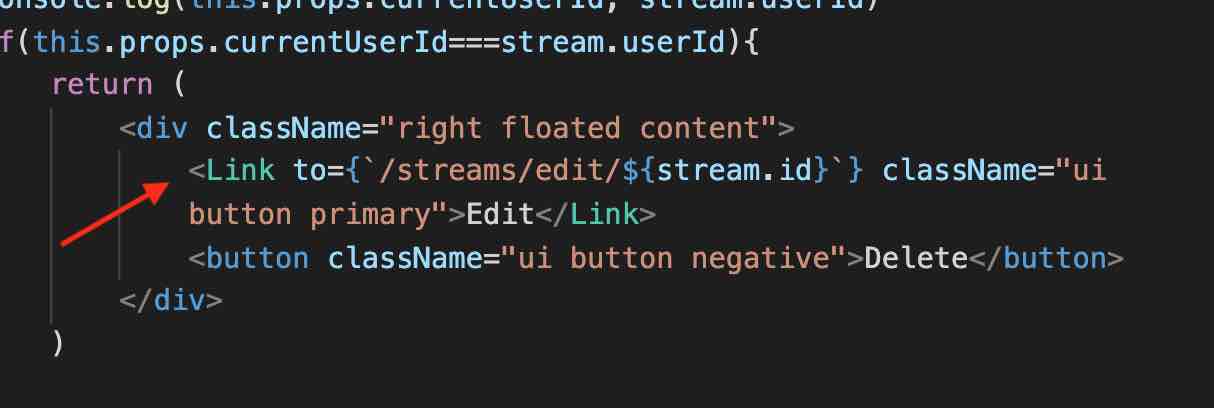 console.log(this.props.currentUserId, stream.userId)
f(this.props.currentUserId===stream.userId){
return (
<div className="right floated content">
<Link to={`/streams/edit/${stream.id}`} className="ui
button primary">Edit</Link>
<button className="ui button negative">Delete</button>
</div>
)